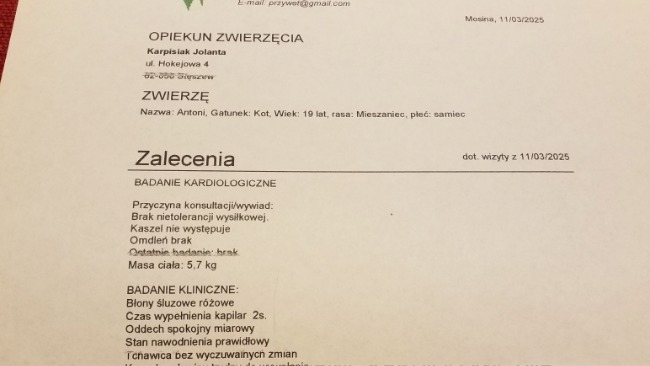 E-mail: przywet@gmail.com
Mosina, 11/03/2025
OPIEKUN ZWIERZĘCIA
Karpisiak Jolanta
ul. Hokejowa 4
ZWIERZĘ
Nazwa: Antoni, Gatunek: Kot, Wiek: 19 lat, rasa: Mieszaniec, płeć: samiec
Zalecenia
dot. wizyty z 11/03/2025
BADANIE KARDIOLOGICZNE
Przyczyna konsultacji/wywiad:
Brak nietolerancji wysiłkowej.
Kaszel nie występuje
Omdleń brak
Ostatnie badanie: brak
Masa ciała: 5,7 kg
BADANIE KLINICZNE:
Błony śluzowe różowe
Czas wypełnienia kapilar 2s.
Oddech spokojny miarowy
Stan nawodnienia prawidłowy
Tchawica bez wyczuwalnych zmian